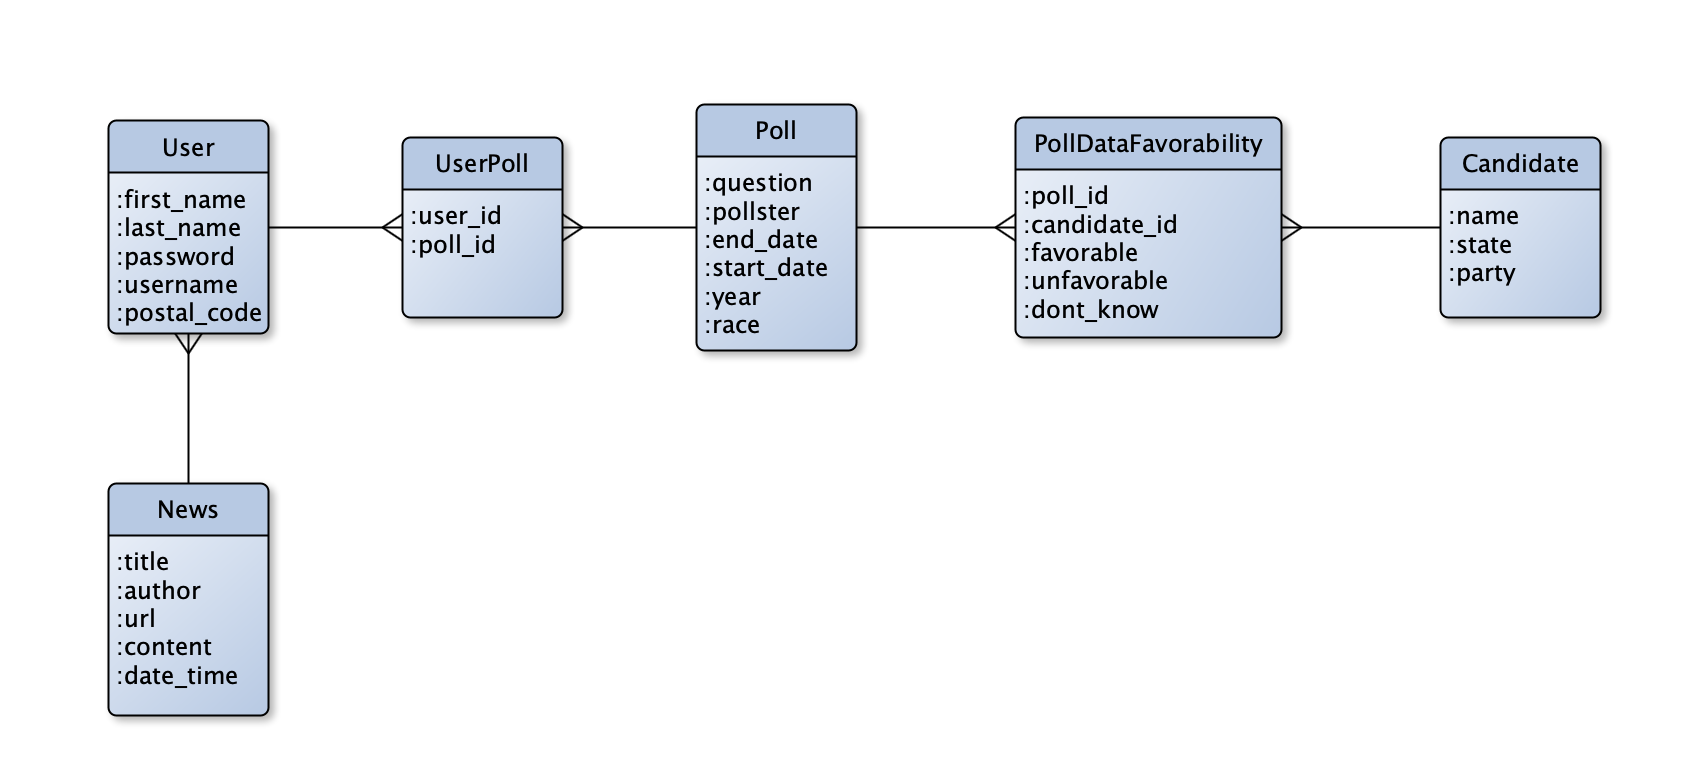 User
:first_name
:last_name
:password
:username
:postal_code
UserPoll
:user_id
:poll_id
Poll
:question
:pollster
:end_date
:start_date
:year
:race
PollDataFavorability
:poll_id
:candidate_id
:favorable
:unfavorable
:dont_know
Candidate
:name
:state
:party
News
:title
:author
:url
:content
:date_time